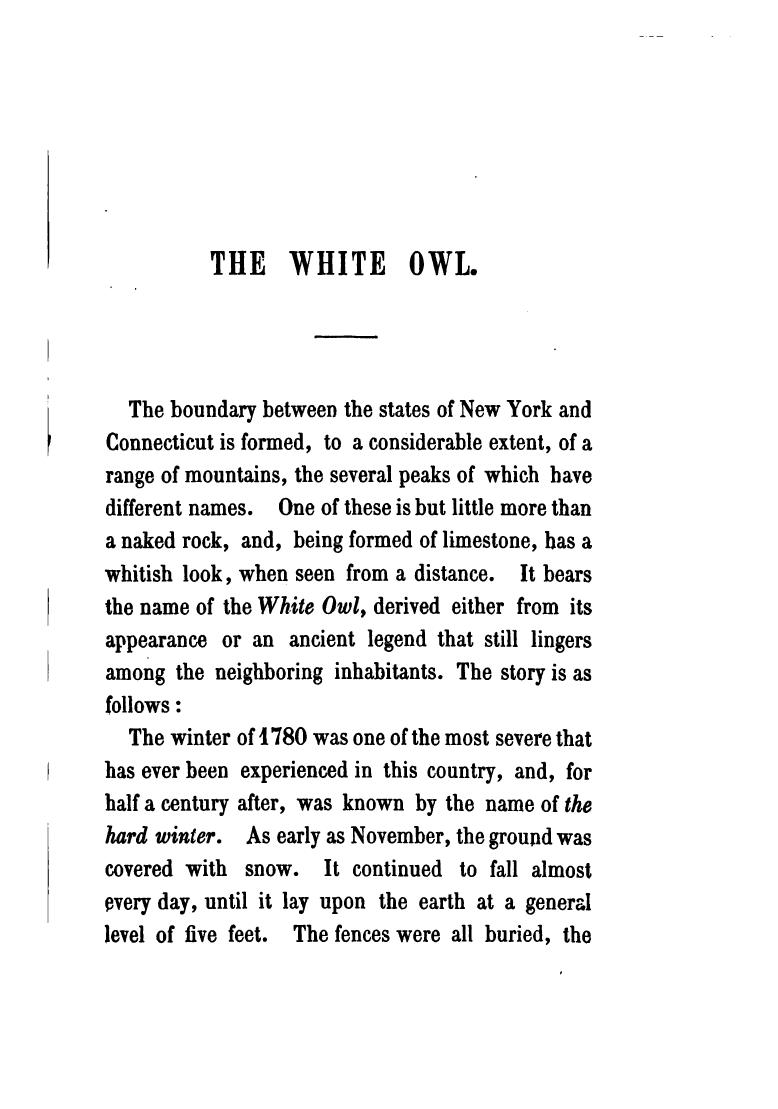 THE WHITE OWL.
The boundary between the states of New York and
Connecticut is formed, to a considerable extent, of a
range of mountains, the several peaks of which have
different names. One of these is but little more than
a naked rock, and, being formed of limestone, has a
whitish look, when seen from a distance. It bears
the name of the White Owl, derived either from its
appearance or an ancient legend that still lingers
among the neighboring inhabitants. The story is as
follows :
The winter of 1780 was one of the most severe that
has ever been experienced in this country, and, for
half a century after, was known by the name of the
hard winter. As early as November, the ground was
covered with snow. It continued to fall almost
every day, until it lay upon the earth at a general
level of five feet. The fences were all buried, the